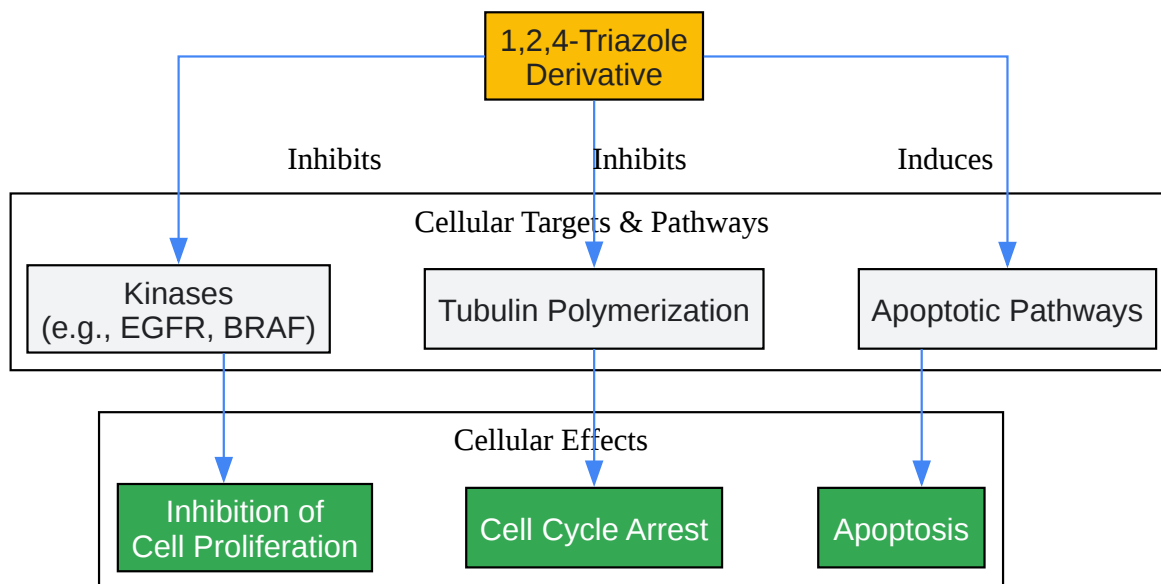 1,2,4-Triazole
Derivative
Inhibits
Inhibits
Induces
Cellular Targets & Pathways
Kinases
(e.g., EGFR, BRAF)
Tubulin Polymerization
Apoptotic Pathways
Cellular Effects
Inhibition of
Cell Proliferation
Cell Cycle Arrest
Apoptosis